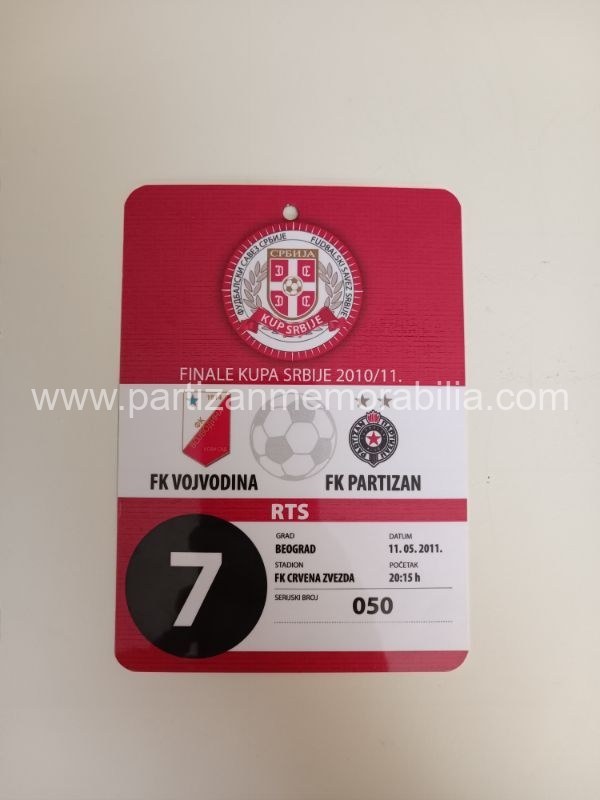 ФУДБАЛСКИ САВЕЗ СРБИЈЕ
FUDBALSKI SAVEZ SRBIJE
СРБИЈА
KUP SRBIJE
FINALE KUPA SRBIJE 2010/11.
www.partizanmemorabilia.com
1914
FK VOJVODINA
FK PARTIZAN
RTS
7
GRAD
BEOGRAD
DATUM
11. 05. 2011.
STADION
FK CRVENA ZVEZDA
POČETAK
20:15 h
SERIJSKI BROJ
050